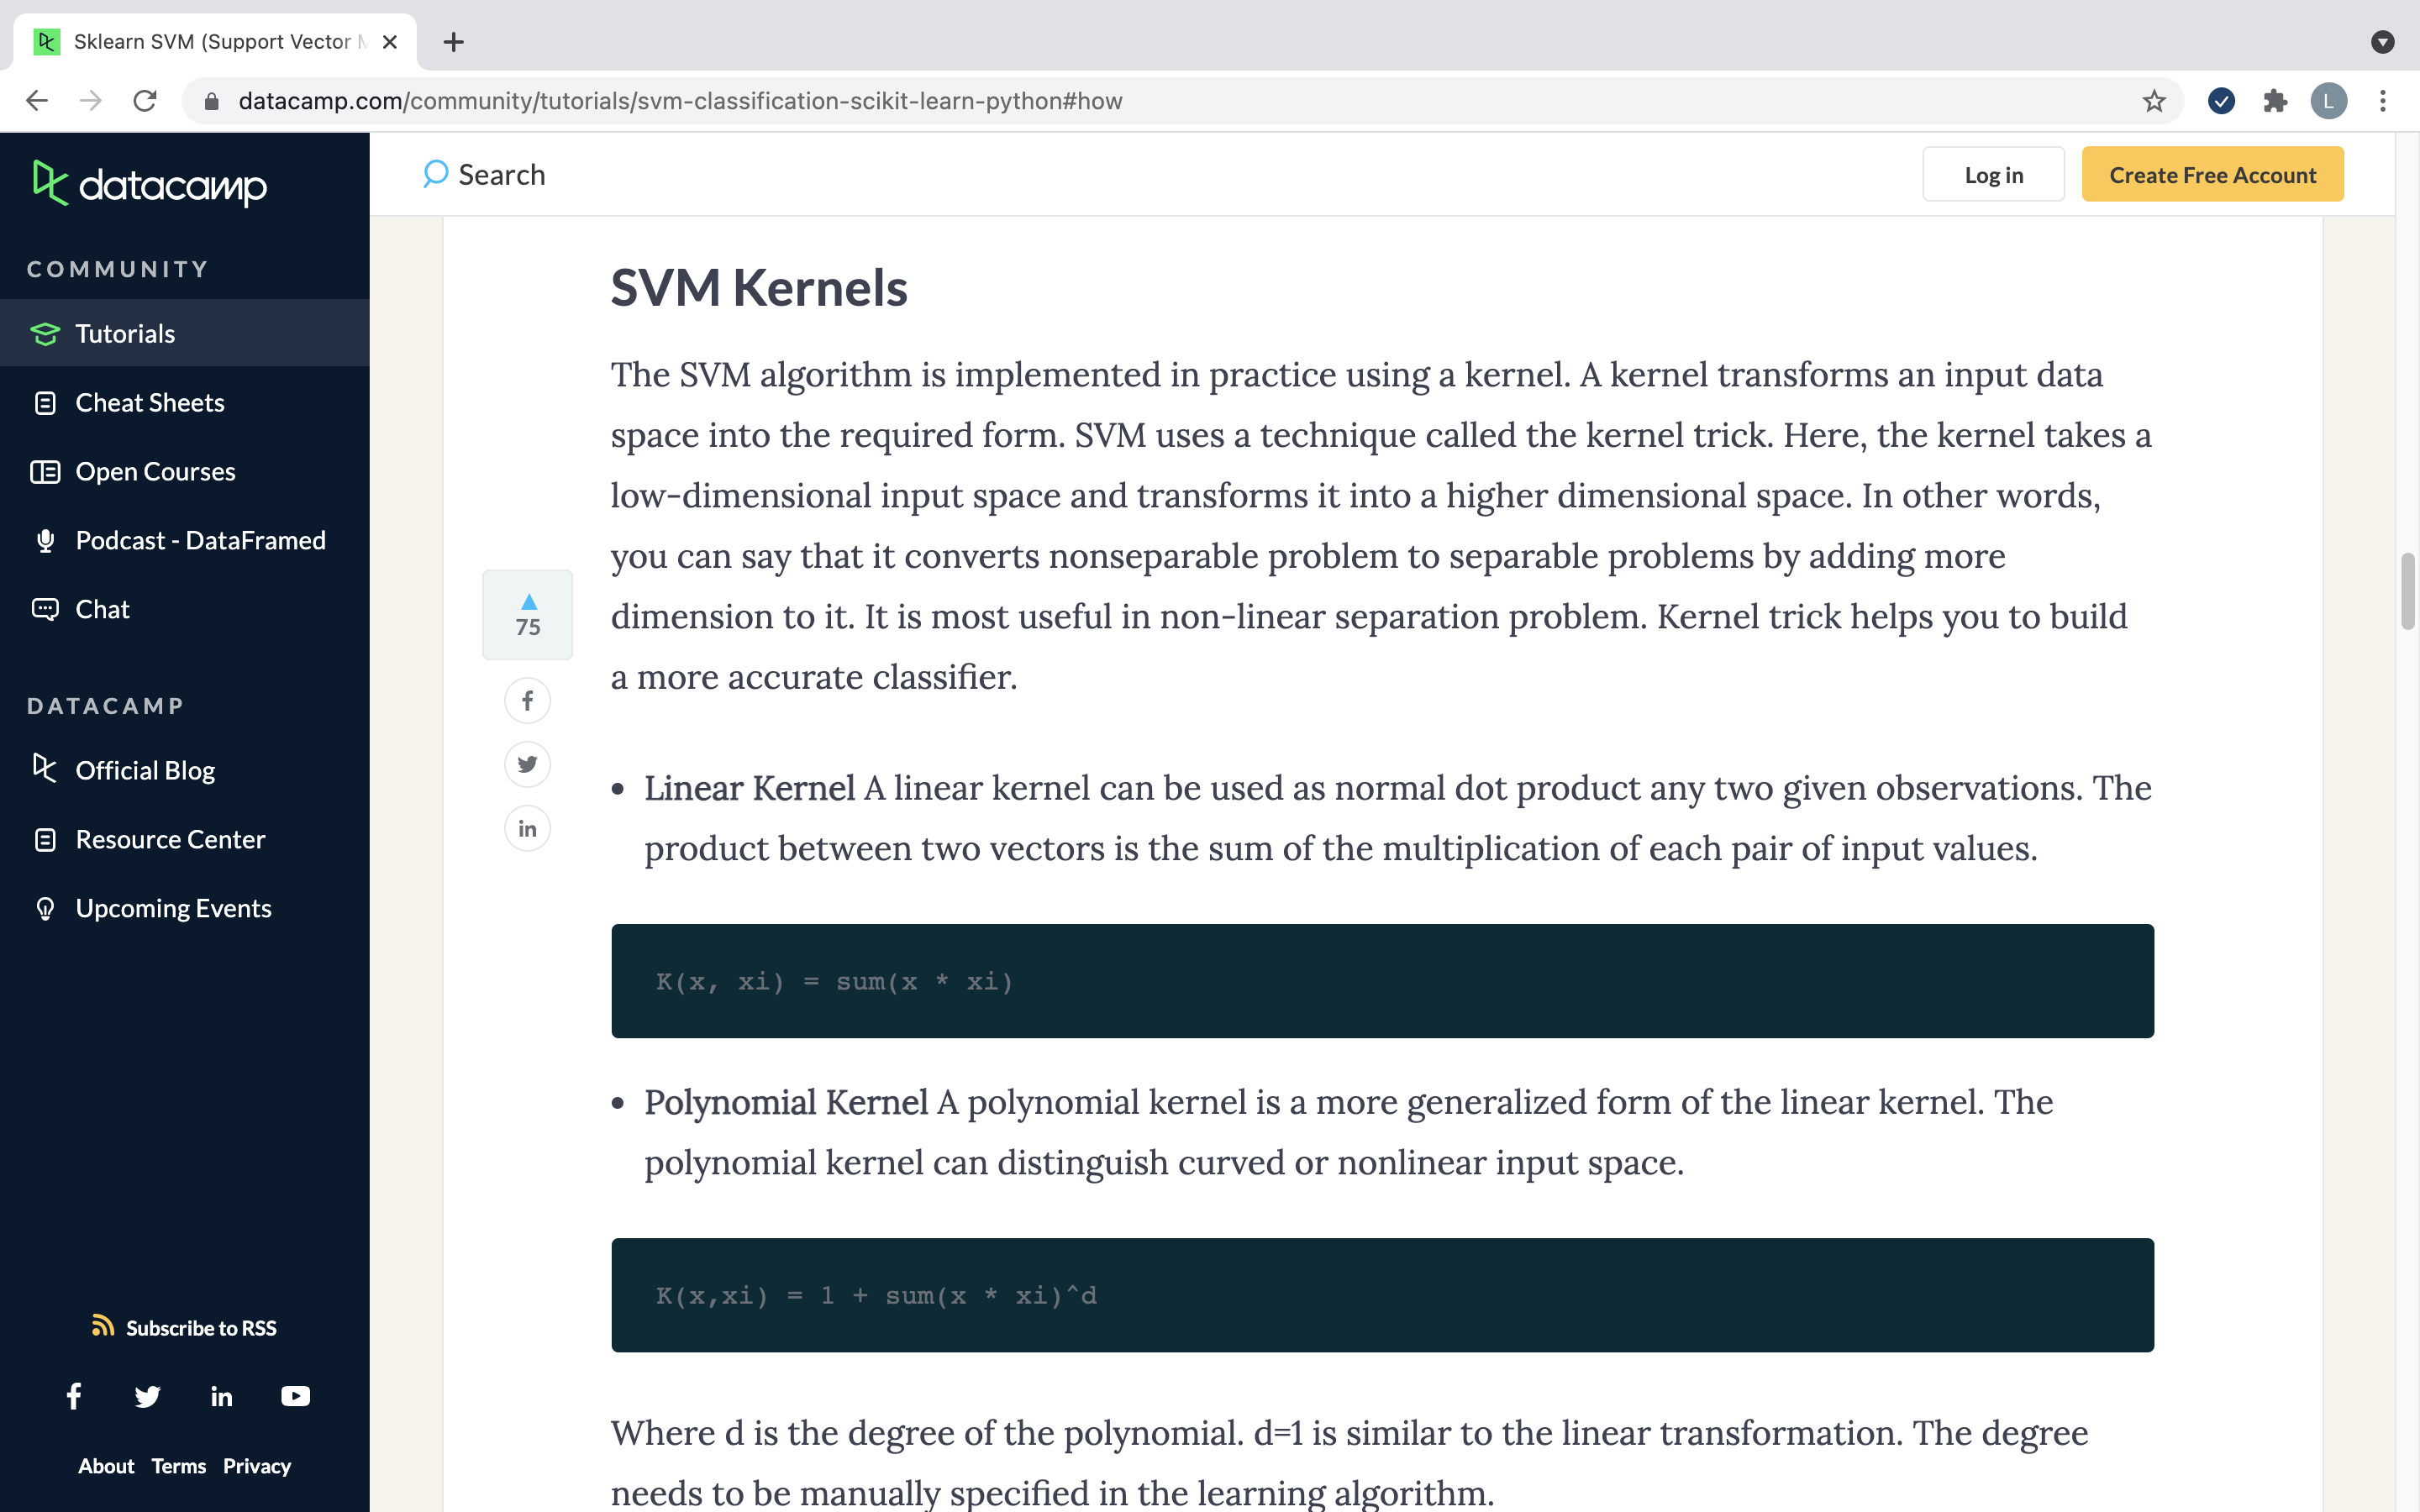 Sklearn SVM (Support Vector
datacamp.com/community/tutorials/svm-classification-scikit-learn-python#how
L
datacamp
Search
Log in
Create Free Account
COMMUNITY
Tutorials
Cheat Sheets
Open Courses
Podcast - DataFramed
Chat
DATACAMP
Official Blog
Resource Center
Upcoming Events
Subscribe to RSS
About Terms Privacy
75
SVM Kernels
The SVM algorithm is implemented in practice using a kernel. A kernel transforms an input data
space into the required form. SVM uses a technique called the kernel trick. Here, the kernel takes a
low-dimensional input space and transforms it into a higher dimensional space. In other words,
you can say that it converts nonseparable problem to separable problems by adding more
dimension to it. It is most useful in non-linear separation problem. Kernel trick helps you to build
a more accurate classifier.
• Linear Kernel A linear kernel can be used as normal dot product any two given observations. The
product between two vectors is the sum of the multiplication of each pair of input values.
K(x, xi) = sum(x * xi)
• Polynomial Kernel A polynomial kernel is a more generalized form of the linear kernel. The
polynomial kernel can distinguish curved or nonlinear input space.
K(x,xi) = 1 + sum(x * xi)^d
Where d is the degree of the polynomial. d=1 is similar to the linear transformation. The degree
needs to be manually specified in the learning algorithm.